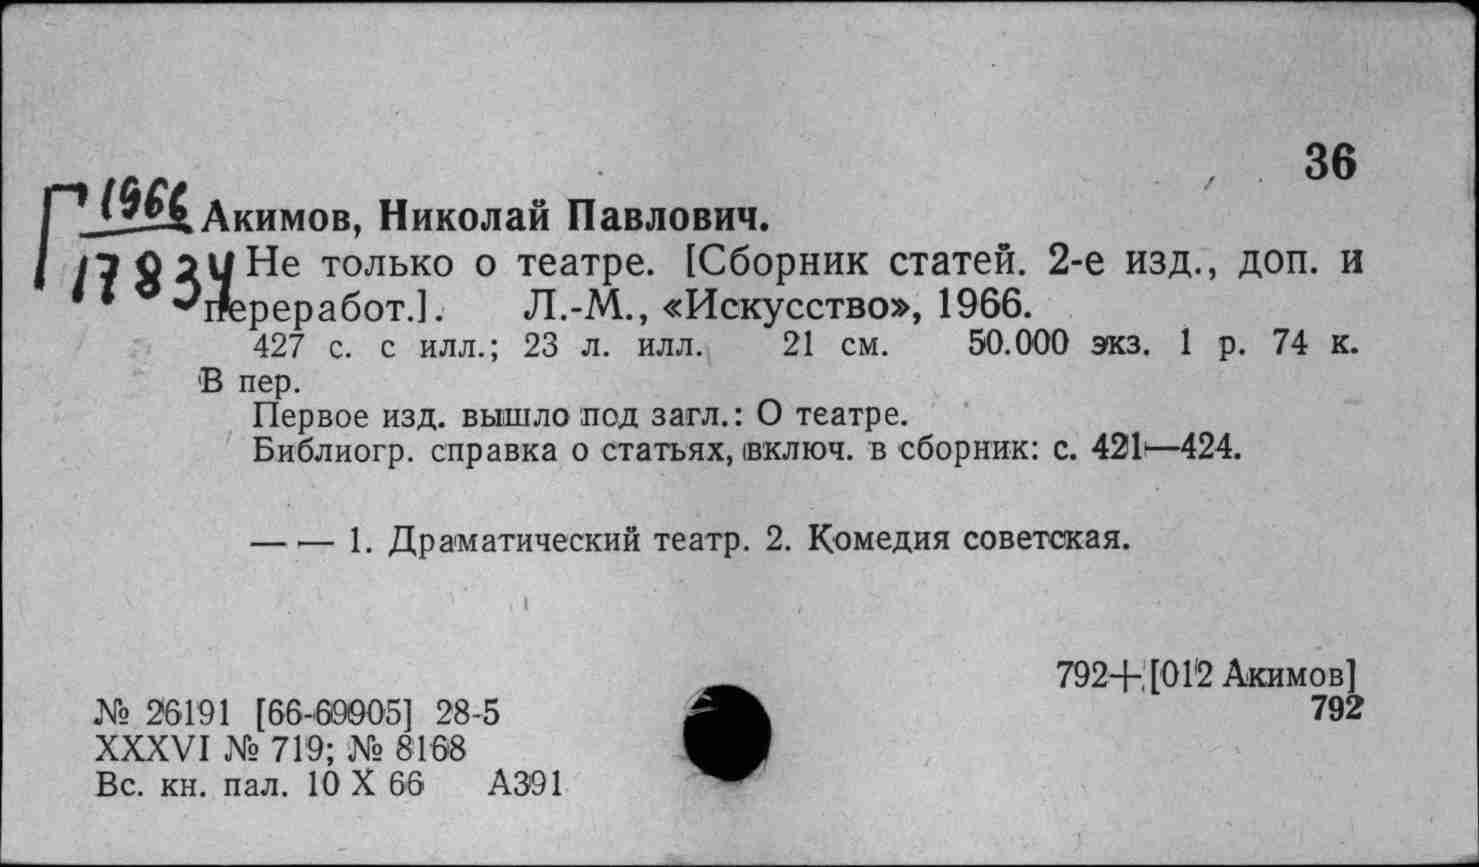 36
Г 1966
17834
Акимов, Николай Павлович.
Не только о театре. [Сборник статей. 2-е изд., доп. и
переработ.]. Л.-М., «Искусство», 1966.
427 с. с илл.; 23 л. илл. 21 см. 50.000 экз. 1 р. 74 к.
В пер.
Первое изд. вышло под загл.: О театре.
Библиогр. справка о статьях, включ. в сборник: с. 421—424.
— — 1. Драматический театр. 2. Комедия советская.
792+[012 Акимов]
792
№ 26191 [66-69905] 28-5
XXXVI № 719; № 8168
Вс. кн. пал. 10 X 66 А391